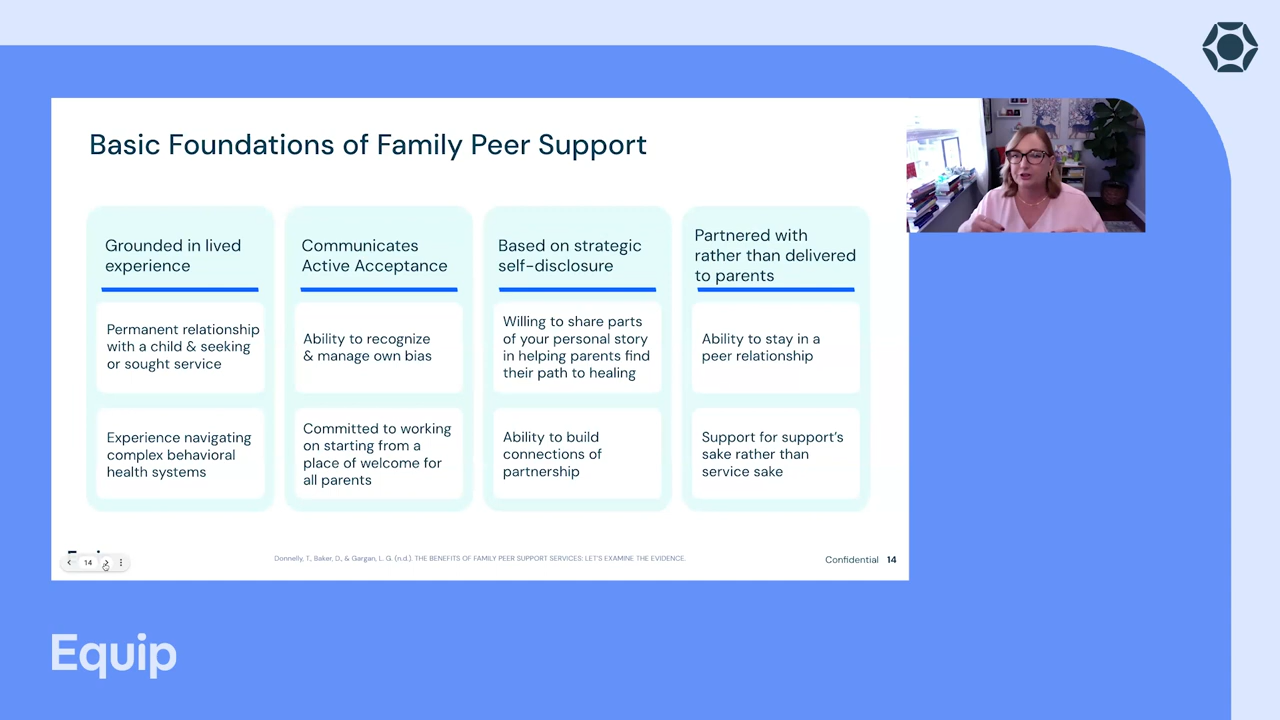 Basic Foundations of Family Peer Support
Grounded in lived
experience
Permanent relationship
with a child & seeking
or sought service
Experience navigating
complex behavioral
health systems
Communicates
Active Acceptance
Ability to recognize
& manage own bias
Committed to working
on starting from a
place of welcome for
all parents
Based on strategic
self-disclosure
Willing to share parts
of your personal story
in helping parents find
their path to healing
Ability to build
connections of
partnership
Partnered with
rather than delivered
to parents
Ability to stay in a
peer relationship
Support for support's
sake rather than
service sake
14
Donnelly, T., Baker, D., & Gargan, L. G. (n.d.). THE BENEFITS OF FAMILY PEER SUPPORT SERVICES: LET'S EXAMINE THE EVIDENCE.
Confidential 14
Equip